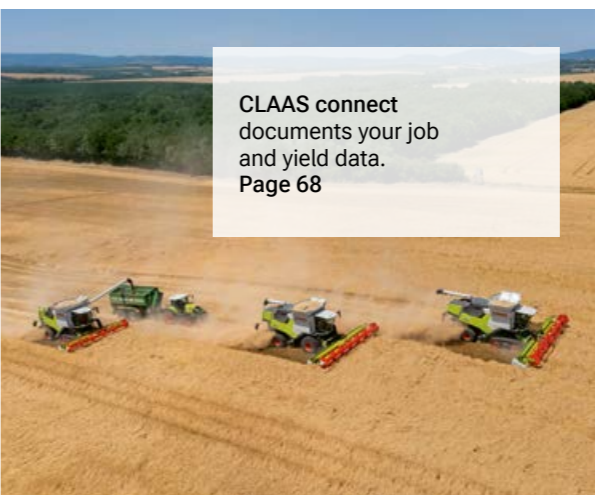 CLAAS connect
documents your job
and yield data.
Page 68